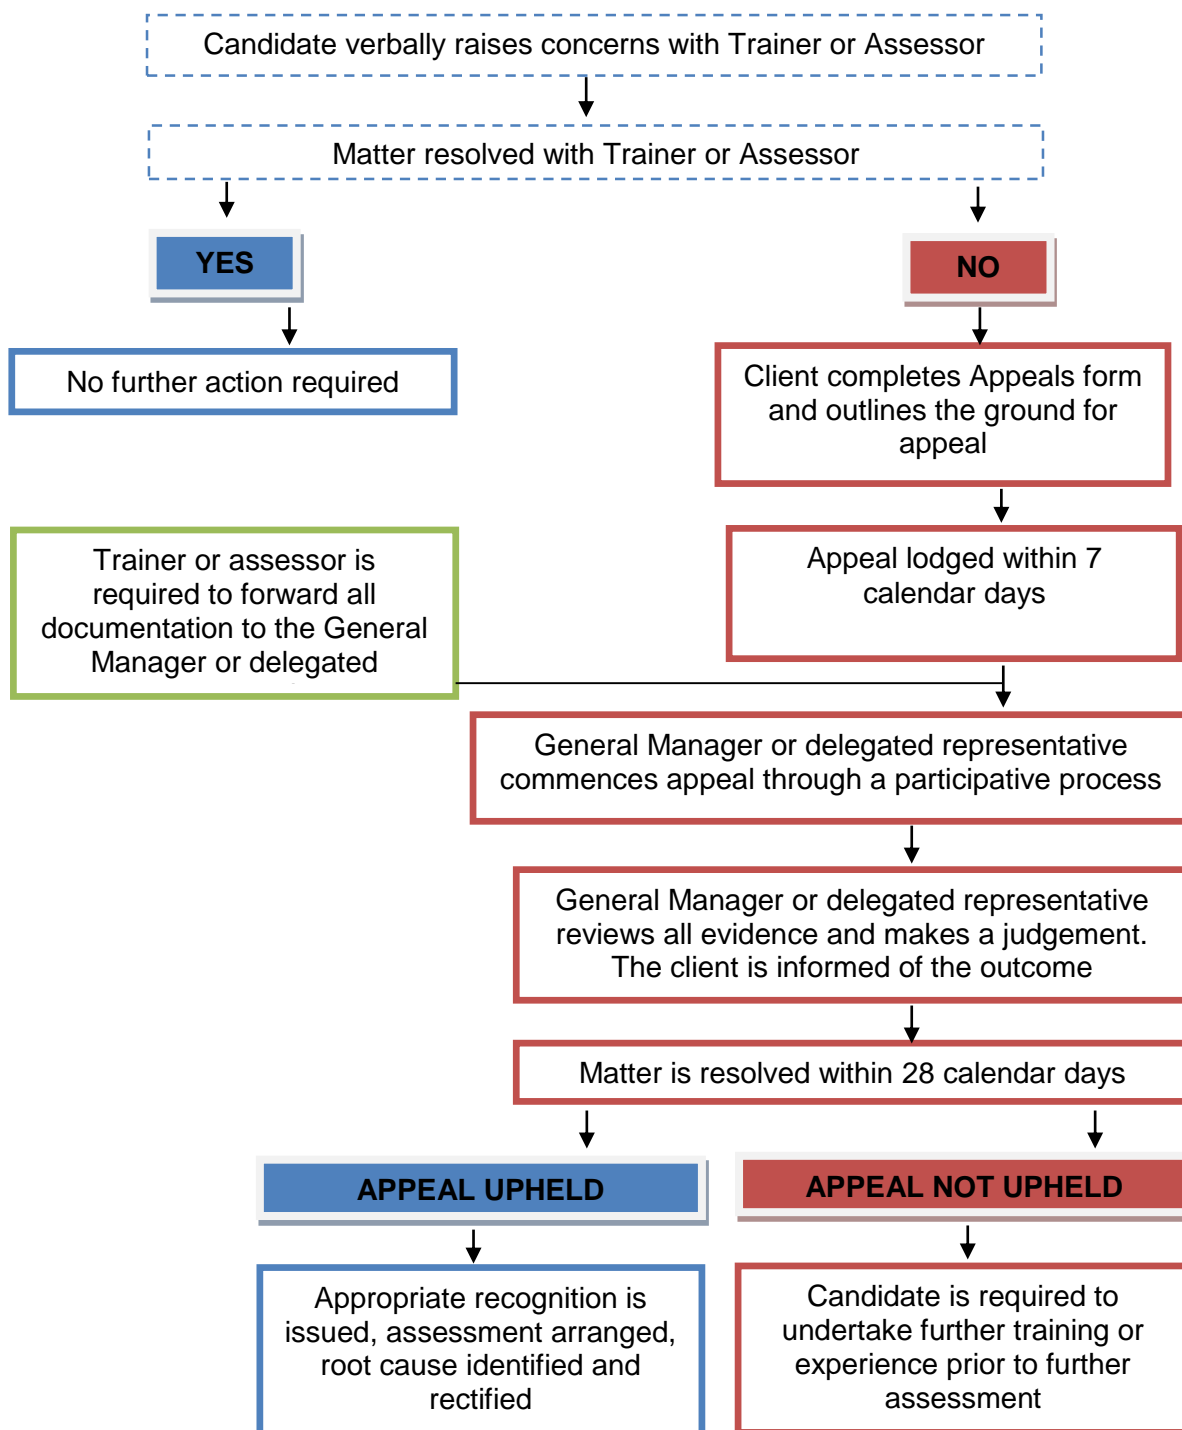 Candidate verbally raises concerns with Trainer or Assessor
Matter resolved with Trainer or Assessor
YES
NO
No further action required
Client completes Appeals form
and outlines the ground for
appeal
Trainer or assessor is
required to forward all
documentation to the General
Manager or delegated
Appeal lodged within 7
calendar days
General Manager or delegated representative
commences appeal through a participative process
General Manager or delegated representative
reviews all evidence and makes a judgement.
The client is informed of the outcome
Matter is resolved within 28 calendar days
APPEAL UPHELD
APPEAL NOT UPHELD
Appropriate recognition is
issued, assessment arranged,
root cause identified and
rectified
Candidate is required to
undertake further training or
experience prior to further
assessment